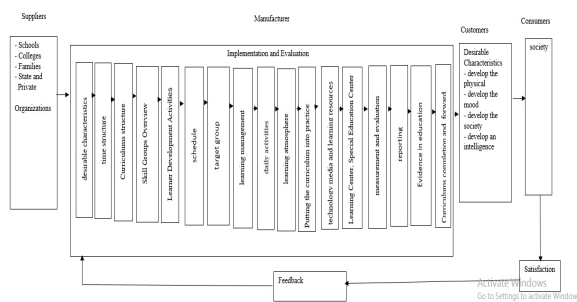 Suppliers
Manufacturer
Customers
Consumers
- Schools
- Colleges
- Families
- State and
Private
Organizations
Implementation and Evaluation
desirable characteristics
time structure
Curriculums structure
Skill Groups Overview
Learner Development Activities
schedule
target group
learning management
daily activities
learning atmosphere
Putting the curriculum into practice
technology media and learning resources
Learning Center, Special Education Center
measurement and evaluation
reporting
Evidence in education
Curriculums completion and forward
Desirable
Characteristics
- develop the
physical
- develop the
mood
- develop the
society
- develop an
intelligence
society
Satisfaction
Feedback
Activate Windows
Go to Settings to activate Window